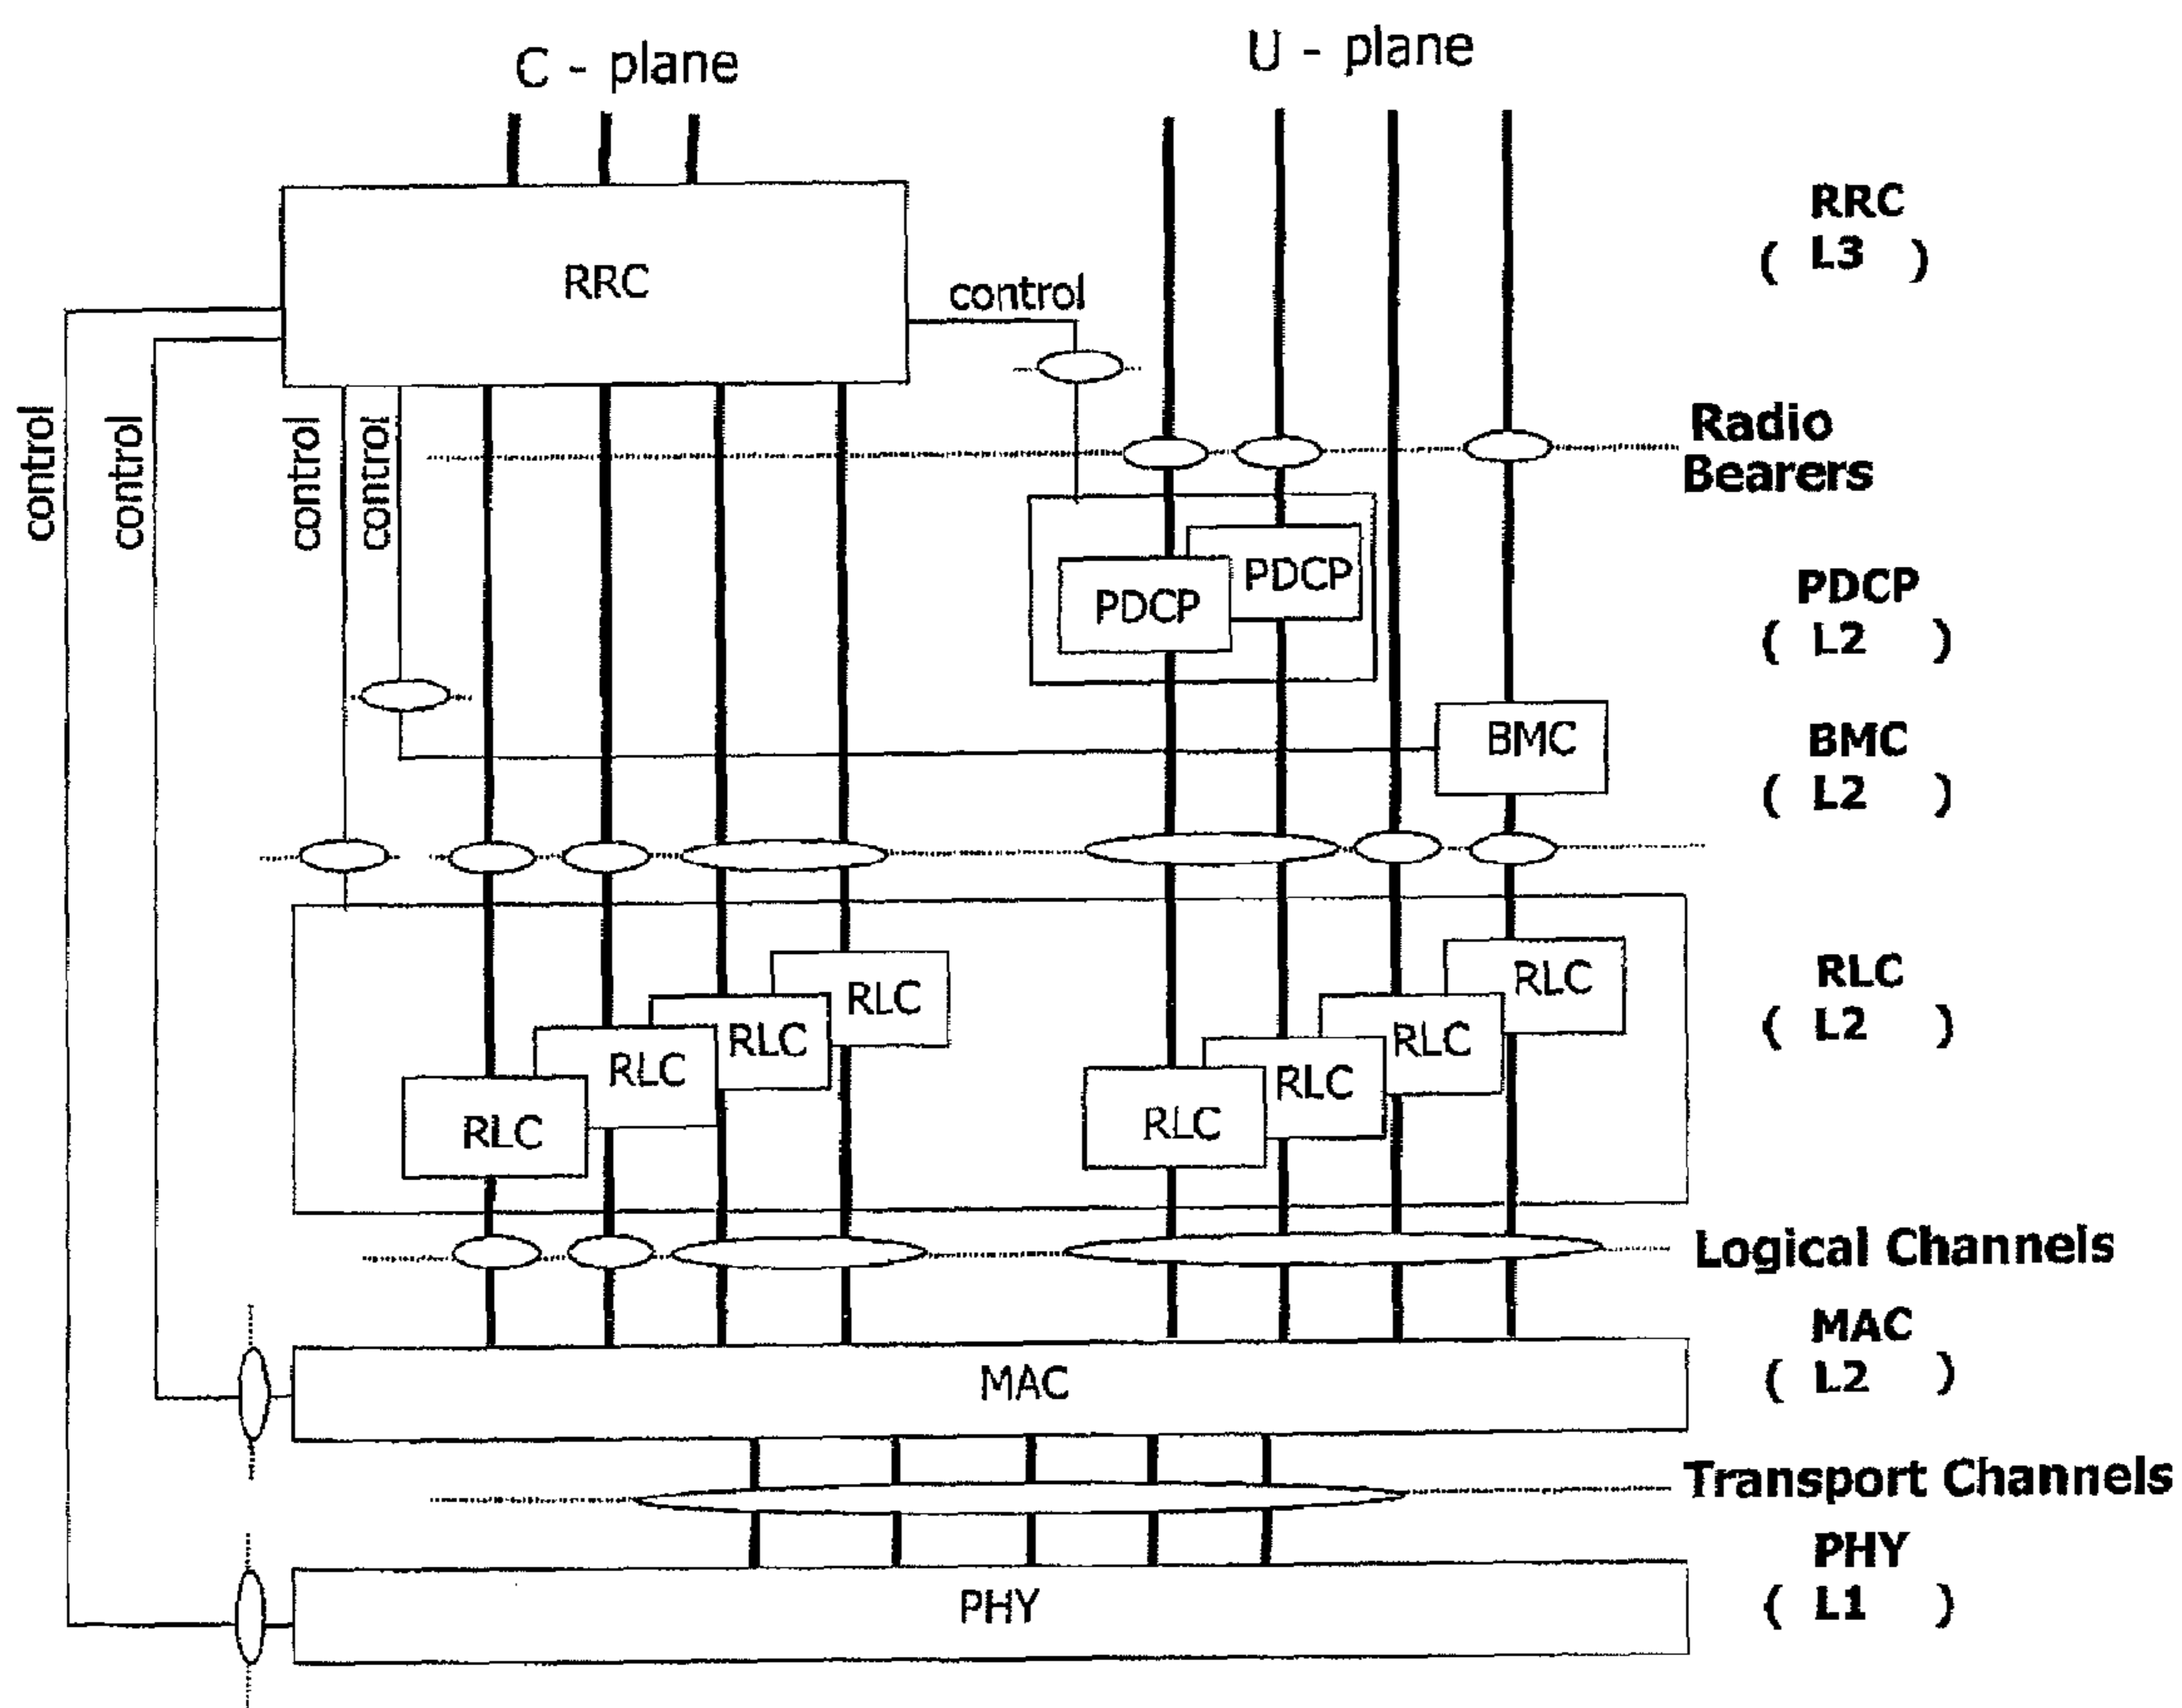 C - plane
U - plane
RRC
control
control
control
control
control
RRC
( L3 )
Radio
Bearers
PDCP
PDCP
PDCP
( L2 )
BMC
BMC
( L2 )
RLC
RLC
RLC
RLC
RLC
RLC
RLC
RLC
RLC
( L2 )
Logical Channels
MAC
MAC
( L2 )
Transport Channels
PHY
PHY
( L1 )